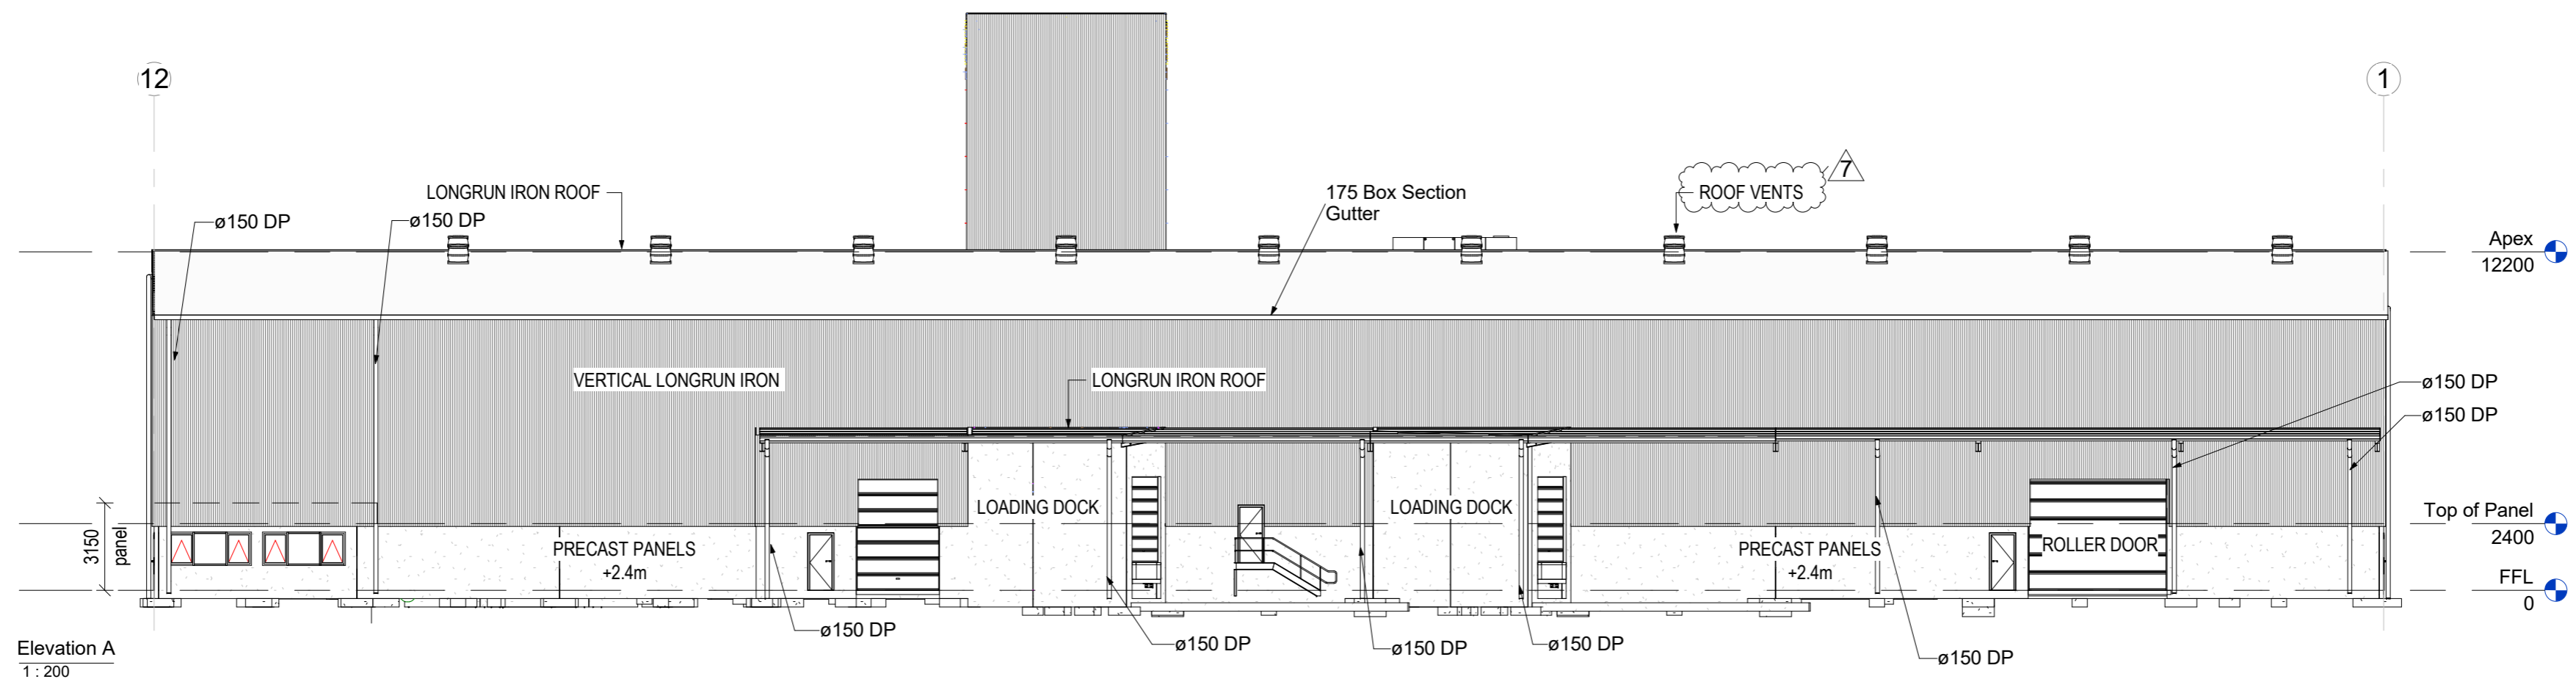 12
1
7
LONGRUN IRON ROOF
175 Box Section
Gutter
ROOF VENTS
ø150 DP
ø150 DP
Apex
12200
VERTICAL LONGRUN IRON
LONGRUN IRON ROOF
ø150 DP
ø150 DP
LOADING DOCK
LOADING DOCK
Top of Panel
2400
3150
panel
PRECAST PANELS
+2.4m
PRECAST PANELS
+2.4m
ROLLER DOOR
FFL
0
ø150 DP
ø150 DP
ø150 DP
ø150 DP
ø150 DP
Elevation A
1 : 200